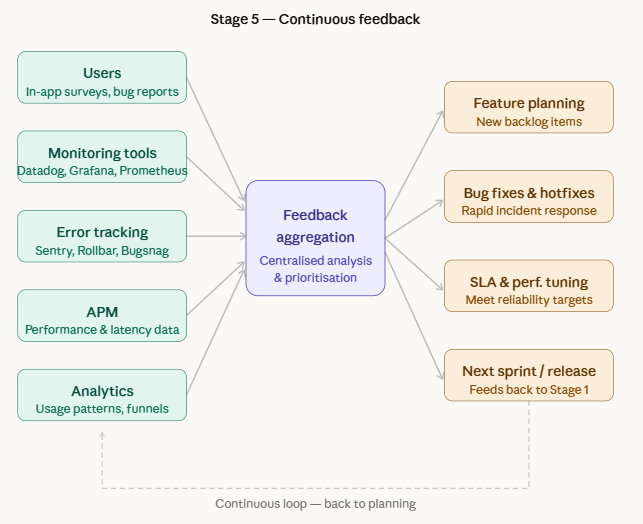 Stage 5 — Continuous feedback
Users
In-app surveys, bug reports
Monitoring tools
Datadog, Grafana, Prometheus
Error tracking
Sentry, Rollbar, Bugsnag
APM
Performance & latency data
Analytics
Usage patterns, funnels
Feedback
aggregation
Centralised analysis
& prioritisation
Feature planning
New backlog items
Bug fixes & hotfixes
Rapid incident response
SLA & perf. tuning
Meet reliability targets
Next sprint / release
Feeds back to Stage 1
Continuous loop — back to planning